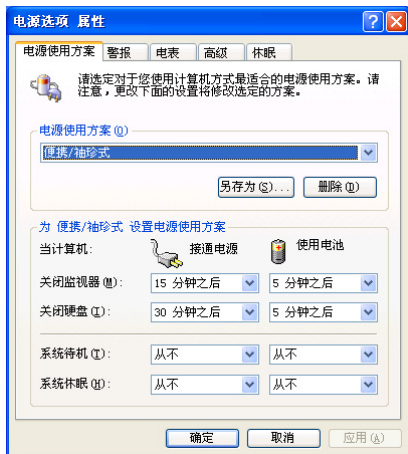 电源选项 属性
电源使用方案 警报 电表 高级 休眠
请选定对于您使用计算机方式最适合的电源使用方案。请
注意，更改下面的设置将修改选定的方案。
电源使用方案(O)
便携/袖珍式
另存为(S)... 删除(D)
为 便携/袖珍式 设置电源使用方案
当计算机: 接通电源 使用电池
关闭监视器(M): 15 分钟之后 5 分钟之后
关闭硬盘(I): 30 分钟之后 5 分钟之后
系统待机(T): 从不 从不
系统休眠(H): 从不 从不
确定 取消 应用(A)